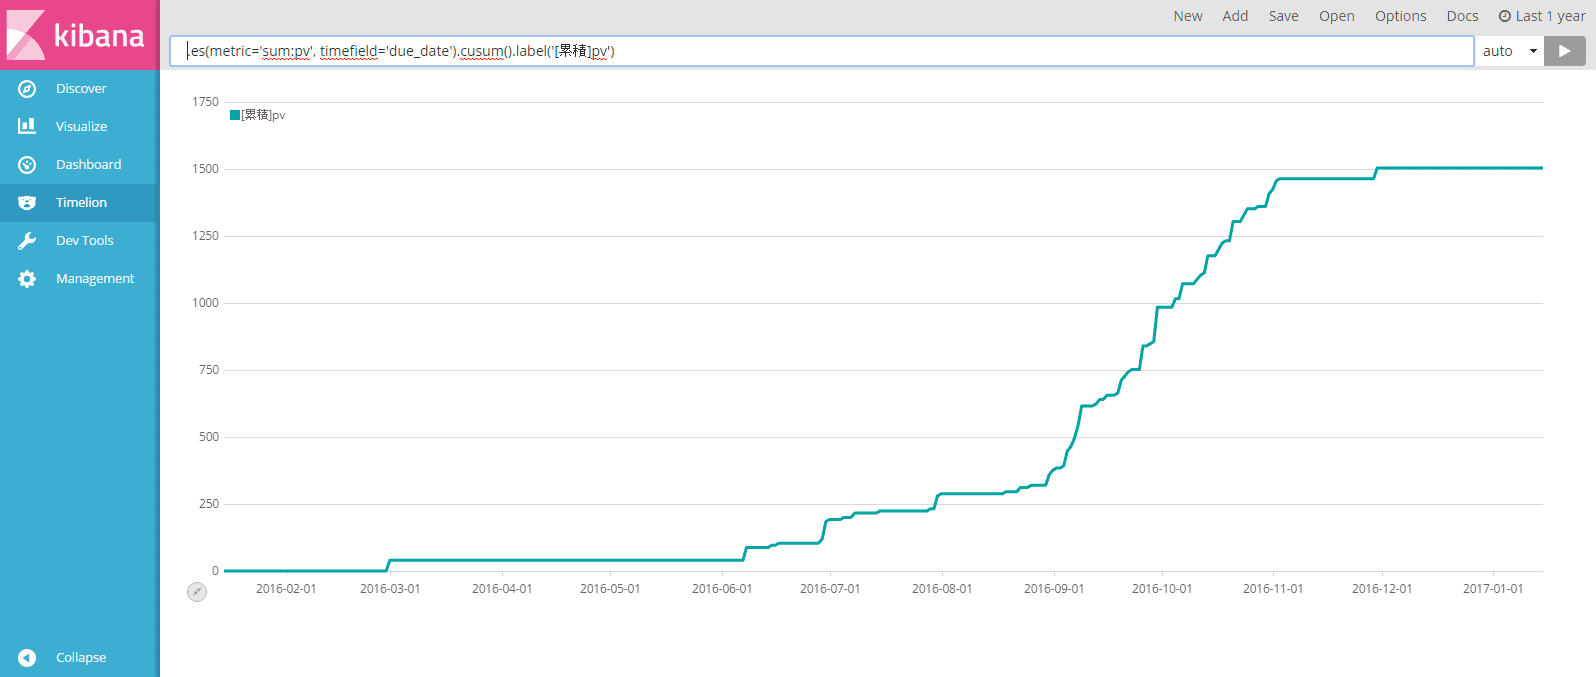 kibana
Discover
Visualize
Dashboard
Timelion
Dev Tools
Management
Collapse
New Add Save Open Options Docs Last 1 year
.es(metric='sum:pv', timefield='due_date').cusum().label('[累積]pv')
auto
[累積]pv
1750
1500
1250
1000
750
500
250
0
2016-02-01 2016-03-01 2016-04-01 2016-05-01 2016-06-01 2016-07-01 2016-08-01 2016-09-01 2016-10-01 2016-11-01 2016-12-01 2017-01-01